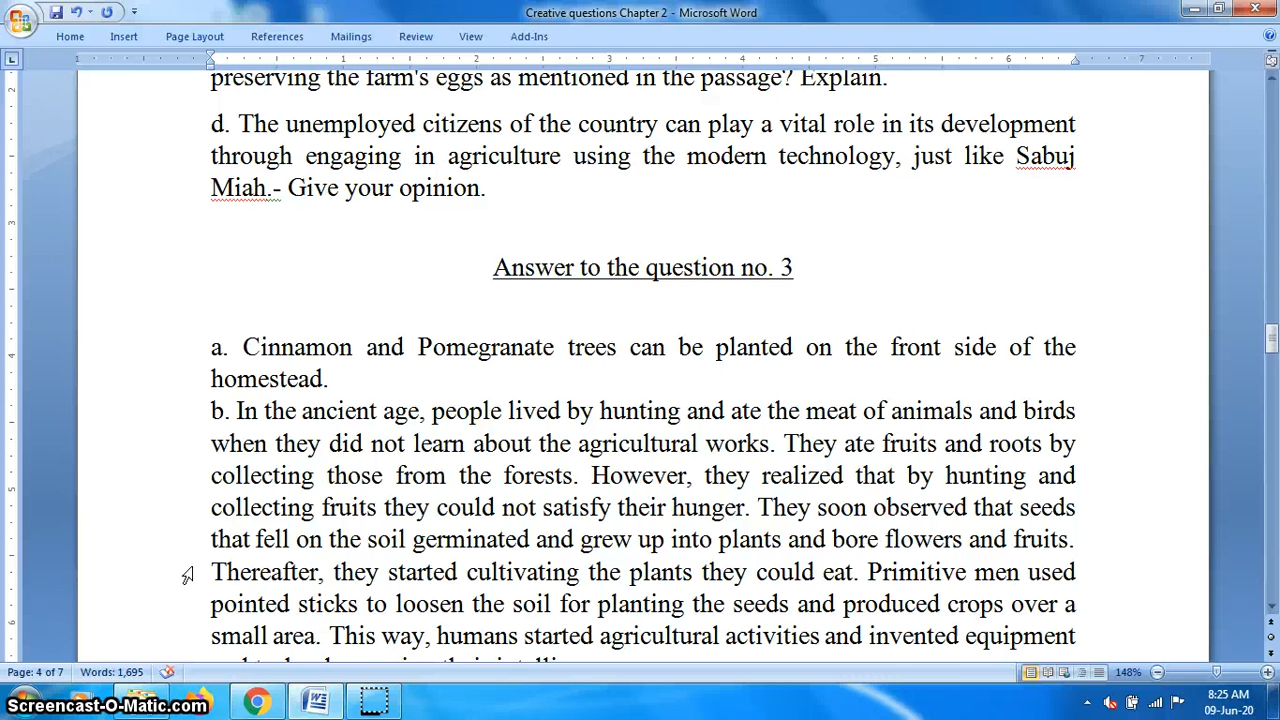 Creative questions Chapter 2 - Microsoft Word
Home Insert Page Layout References Mailings Review View Add-Ins
1 1 2 3 4 5 6 7
preserving the farm's eggs as mentioned in the passage? Explain.
d. The unemployed citizens of the country can play a vital role in its development
through engaging in agriculture using the modern technology, just like Sabuj
Miah.- Give your opinion.
Answer to the question no. 3
a. Cinnamon and Pomegranate trees can be planted on the front side of the
homestead.
b. In the ancient age, people lived by hunting and ate the meat of animals and birds
when they did not learn about the agricultural works. They ate fruits and roots by
collecting those from the forests. However, they realized that by hunting and
collecting fruits they could not satisfy their hunger. They soon observed that seeds
that fell on the soil germinated and grew up into plants and bore flowers and fruits.
Thereafter, they started cultivating the plants they could eat. Primitive men used
pointed sticks to loosen the soil for planting the seeds and produced crops over a
small area. This way, humans started agricultural activities and invented equipment
Page: 4 of 7 Words: 1,695 148%
Screencast-O-Matic.com
8:25 AM
09-Jun-20